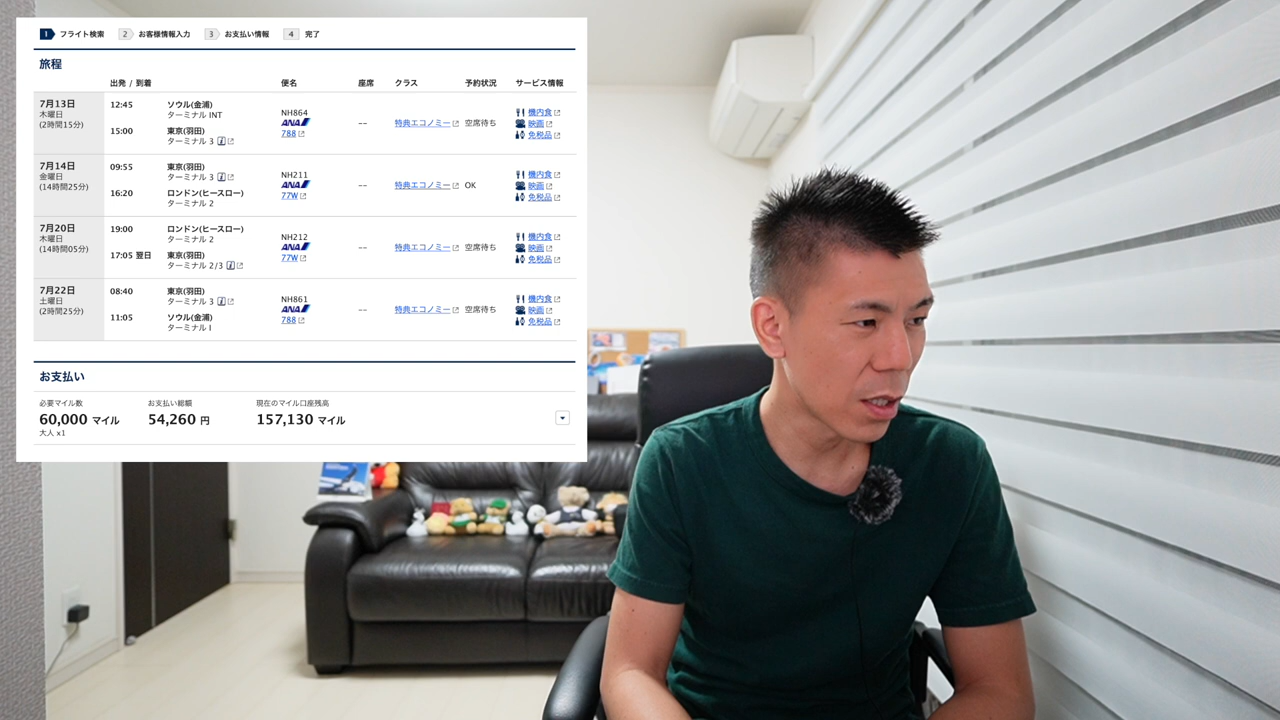 1 フライト検索 2 お客様情報入力 3 お支払い情報 4 完了
旅程
出発 / 到着 便名 座席 クラス 予約状況 サービス情報
7月13日
木曜日
(2時間15分)
12:45 ソウル(金浦)
ターミナル INT
15:00 東京(羽田)
ターミナル 3
NH864
ANA
788
--
特典エコノミー 空席待ち
機内食
映画
免税品
7月14日
金曜日
(14時間25分)
09:55 東京(羽田)
ターミナル 3
16:20 ロンドン(ヒースロー)
ターミナル 2
NH211
ANA
77W
--
特典エコノミー OK
機内食
映画
免税品
7月20日
木曜日
(14時間05分)
19:00 ロンドン(ヒースロー)
ターミナル 2
17:05 翌日 東京(羽田)
ターミナル 2/3
NH212
ANA
77W
--
特典エコノミー 空席待ち
機内食
映画
免税品
7月22日
土曜日
(2時間25分)
08:40 東京(羽田)
ターミナル 3
11:05 ソウル(金浦)
ターミナル I
NH861
ANA
788
--
特典エコノミー 空席待ち
機内食
映画
免税品
お支払い
必要マイル数 お支払い総額 現在のマイル口座残高
60,000 マイル 54,260 円 157,130 マイル
大人 x1